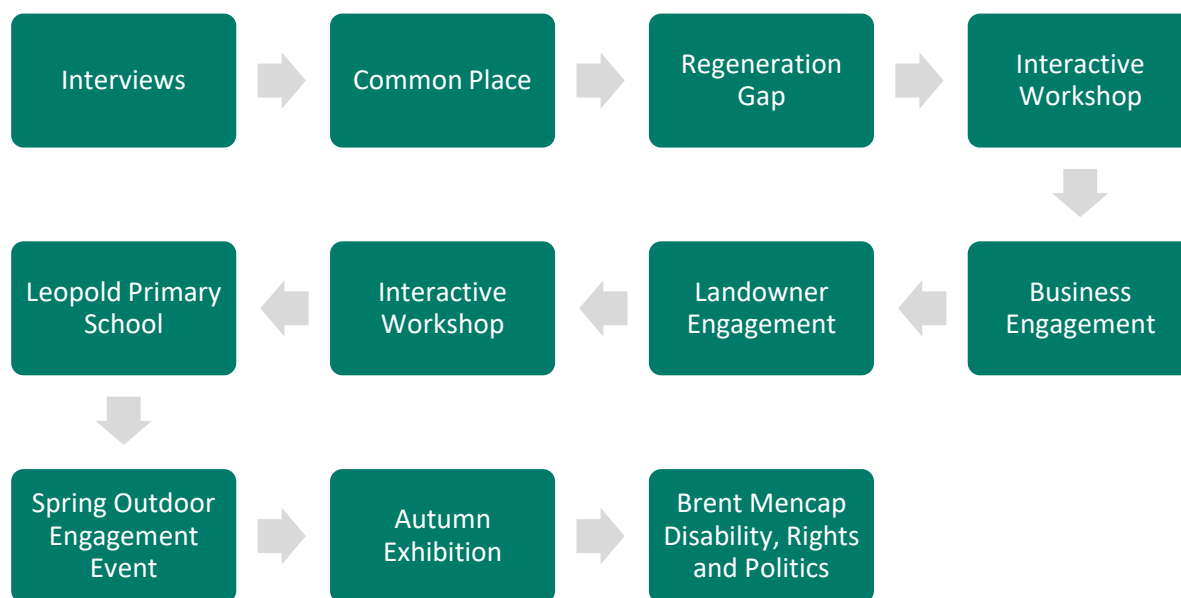 Interviews
Common Place
Regeneration
Gap
Interactive
Workshop
Business
Engagement
Landowner
Engagement
Interactive
Workshop
Leopold Primary
School
Spring Outdoor
Engagement
Event
Autumn
Exhibition
Brent Mencap
Disability, Rights
and Politics